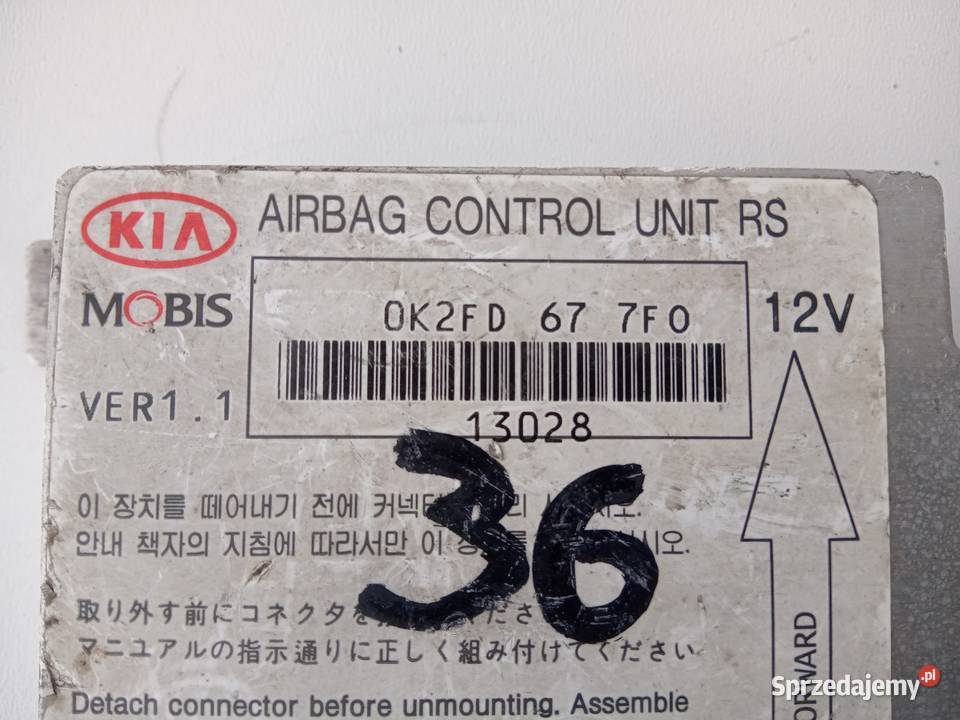 KIA AIRBAG CONTROL UNIT RS
MOBIS
0K2FD 67 7F0
12V
VER1.1
13028
36
이 장치를 떼어내기 전에
안내 책자의 지침에 따라서만 이
取り外す前にコネクタを
マニュアルの指示通りに正しく組み付けてください
Detach connector before unmounting. Assemble
ORWARD
Sprzedajemy.pl